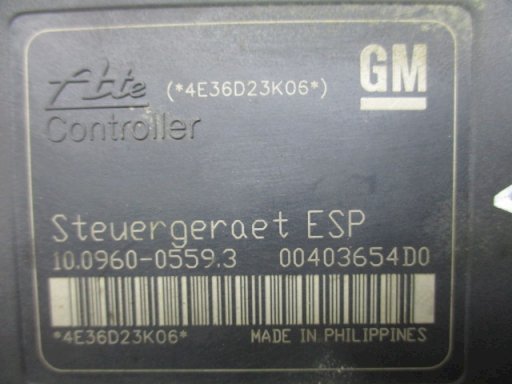 Ate (*4E36D23K06*) GM
Controller
Steuergeraet ESP
10.0960-0559.3 00403654D0
*4E36D23K06* MADE IN PHILIPPINES